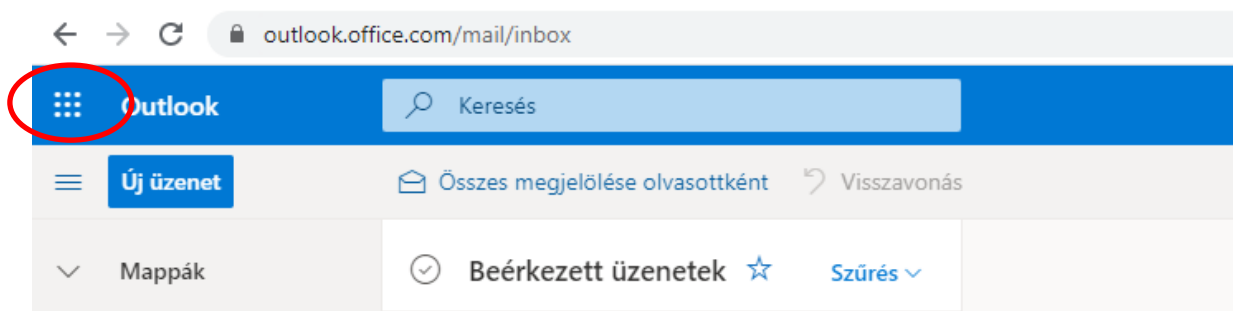 outlook.office.com/mail/inbox
Outlook Keresés
Új üzenet Összes megjelölése olvasottként Visszavonás
Mappák Beérkezett üzenetek Szűrés